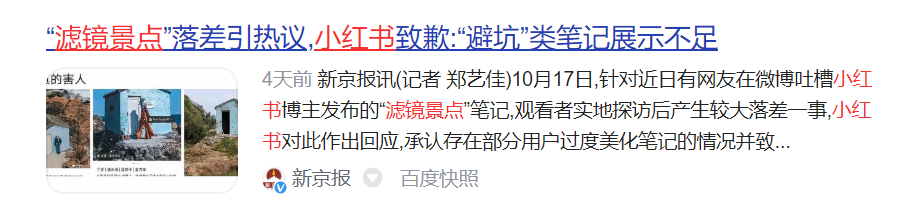 “滤镜景点”落差引热议,小红书致歉:“避坑”类笔记展示不足
的害人
4天前 新京报讯(记者 郑艺佳)10月17日,针对近日有网友在微博吐槽小红
书博主发布的“滤镜景点”笔记,观看者实地探访后产生较大落差一事,小红
书对此作出回应,承认存在部分用户过度美化笔记的情况并致...
新京报 百度快照